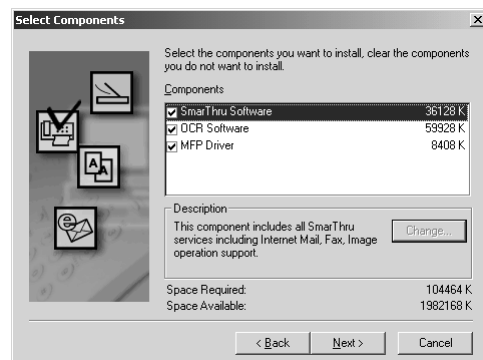 Select Components
Select the components you want to install, clear the components
you do not want to install.
Components
SmarThru Software 36128 K
OCR Software 59928 K
MFP Driver 8408 K
Description
This component includes all SmarThru
services including Internet Mail, Fax, Image
operation support.
Change...
Space Required: 104464 K
Space Available: 1982168 K
< Back Next > Cancel